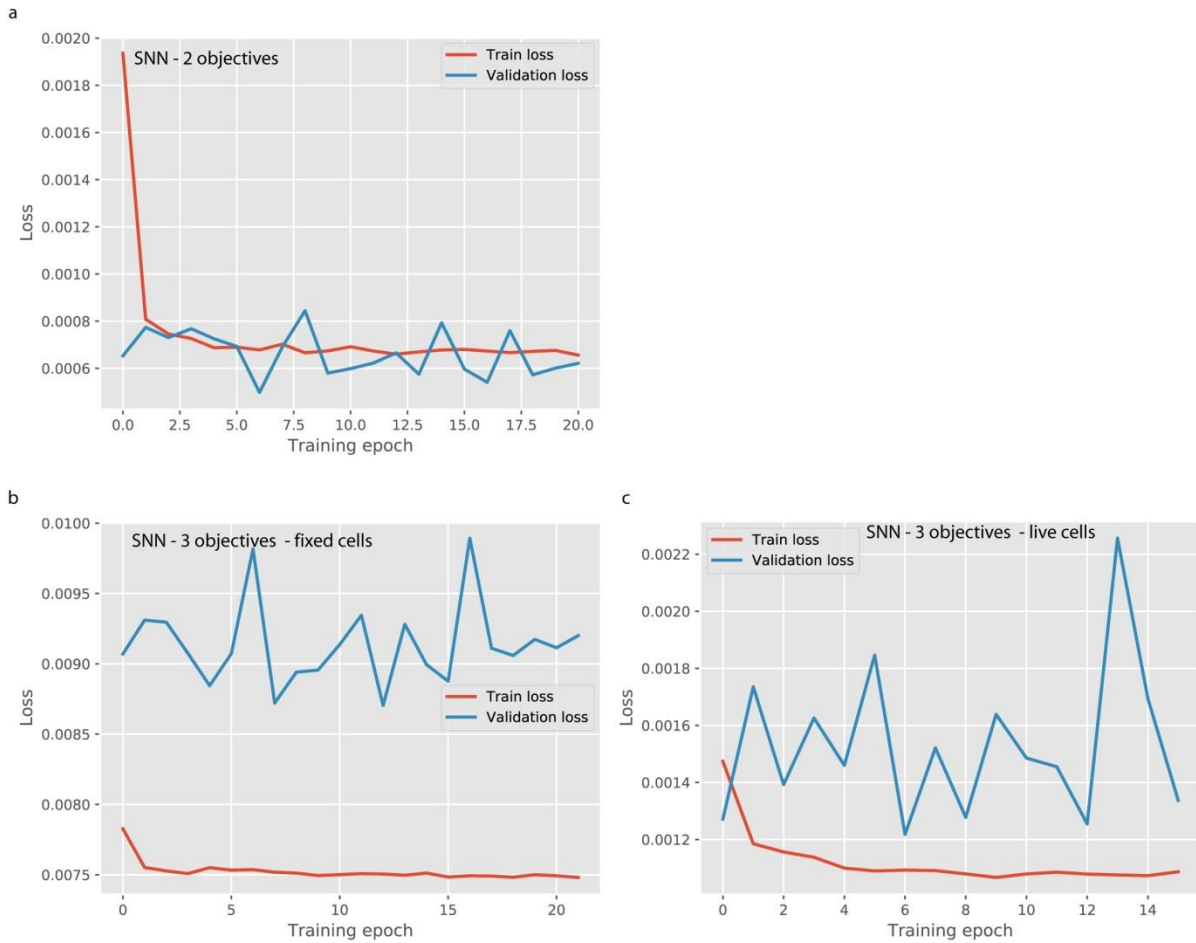 a
SNN - 2 objectives
Train loss
Validation loss
0.0020
0.0018
0.0016
0.0014
0.0012
0.0010
0.0008
0.0006
Loss
0.0 2.5 5.0 7.5 10.0 12.5 15.0 17.5 20.0
Training epoch
b
SNN - 3 objectives - fixed cells
0.0100
0.0095
0.0090
0.0085
0.0080
0.0075
Loss
Train loss
Validation loss
0 5 10 15 20
Training epoch
c
SNN - 3 objectives - live cells
Train loss
Validation loss
0.0022
0.0020
0.0018
0.0016
0.0014
0.0012
Loss
0 2 4 6 8 10 12 14
Training epoch